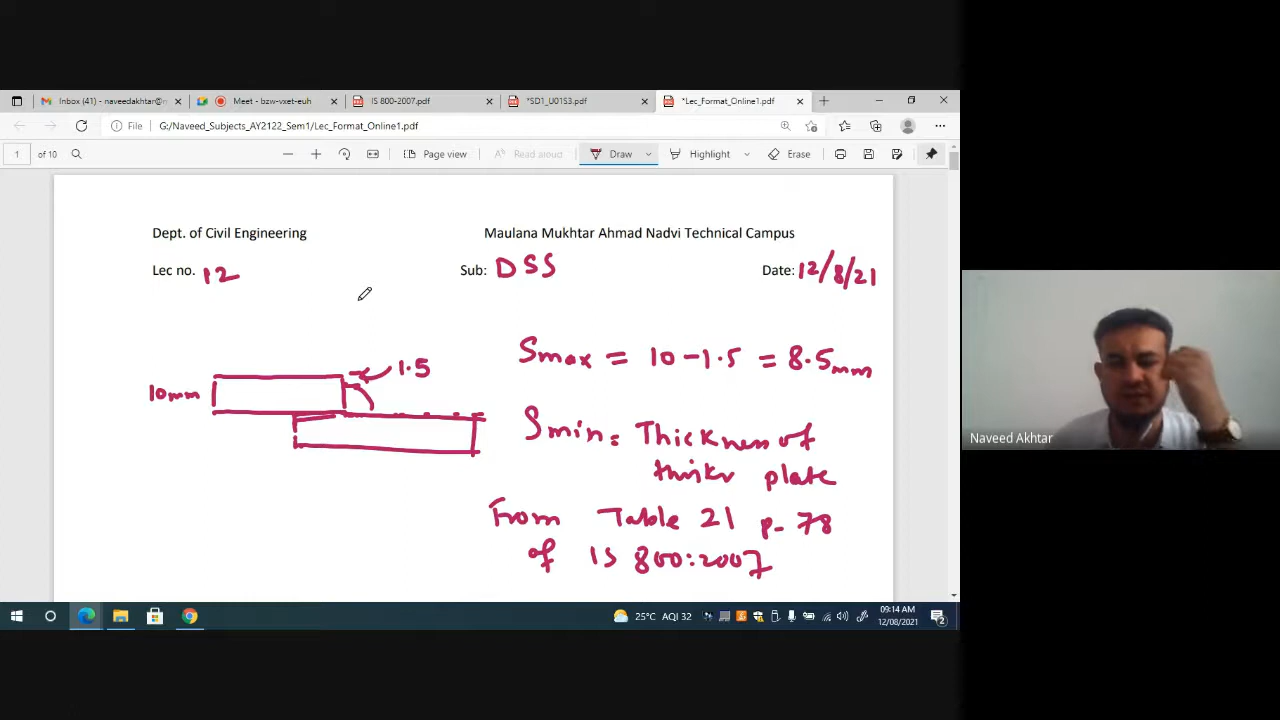 Inbox (41) - naveedakhtar@
Meet - bzw-vxet-euh
IS 800-2007.pdf
*SD1_U01S3.pdf
*Lec_Format_Online1.pdf
File
G:/Naveed_Subjects_AY2122_Sem1/Lec_Format_Online1.pdf
1 of 10
Page view
Read aloud
Draw
Highlight
Erase
Dept. of Civil Engineering
Maulana Mukhtar Ahmad Nadvi Technical Campus
Lec no. 12
Sub: DSS
Date: 12/8/21
Smax = 10 - 1.5 = 8.5mm
1.5
10mm
Smin = Thickness of
plate
From Table 21 p-78
of IS 800:2007
Naveed Akhtar
25°C AQI 32
09:14 AM
12/08/2021
2